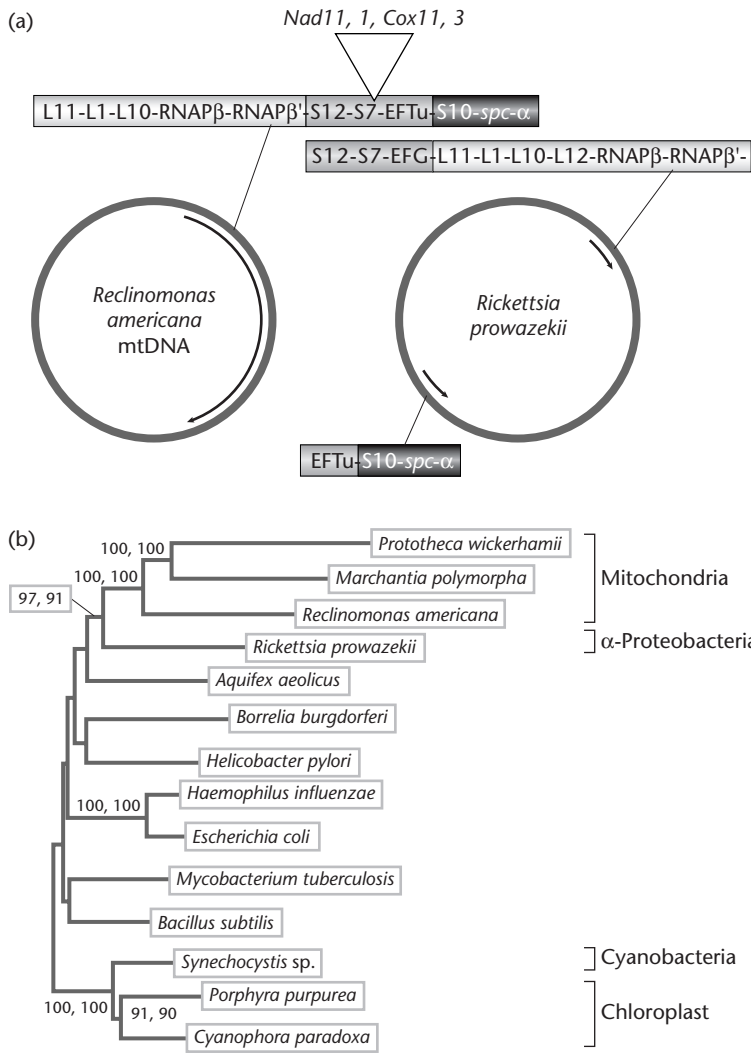 (a)
Nad11, 1, Cox11, 3
L11-L1-L10-RNAPβ-RNAPβ'-S12-S7-EFTu-S10-spc-α
S12-S7-EFG-L11-L1-L10-L12-RNAPβ-RNAPβ'-
Reclinomonas
americana
mtDNA
Rickettsia
prowazekii
EFTu-S10-spc-α
(b)
100, 100
Prototheca wickerhamii
100, 100
Marchantia polymorpha
Mitochondria
97, 91
Reclinomonas americana
Rickettsia prowazekii
α-Proteobacteria
Aquifex aeolicus
Borrelia burgdorferi
Helicobacter pylori
Haemophilus influenzae
100, 100
Escherichia coli
Mycobacterium tuberculosis
Bacillus subtilis
Synechocystis sp.
Cyanobacteria
Porphyra purpurea
100, 100
91, 90
Chloroplast
Cyanophora paradoxa